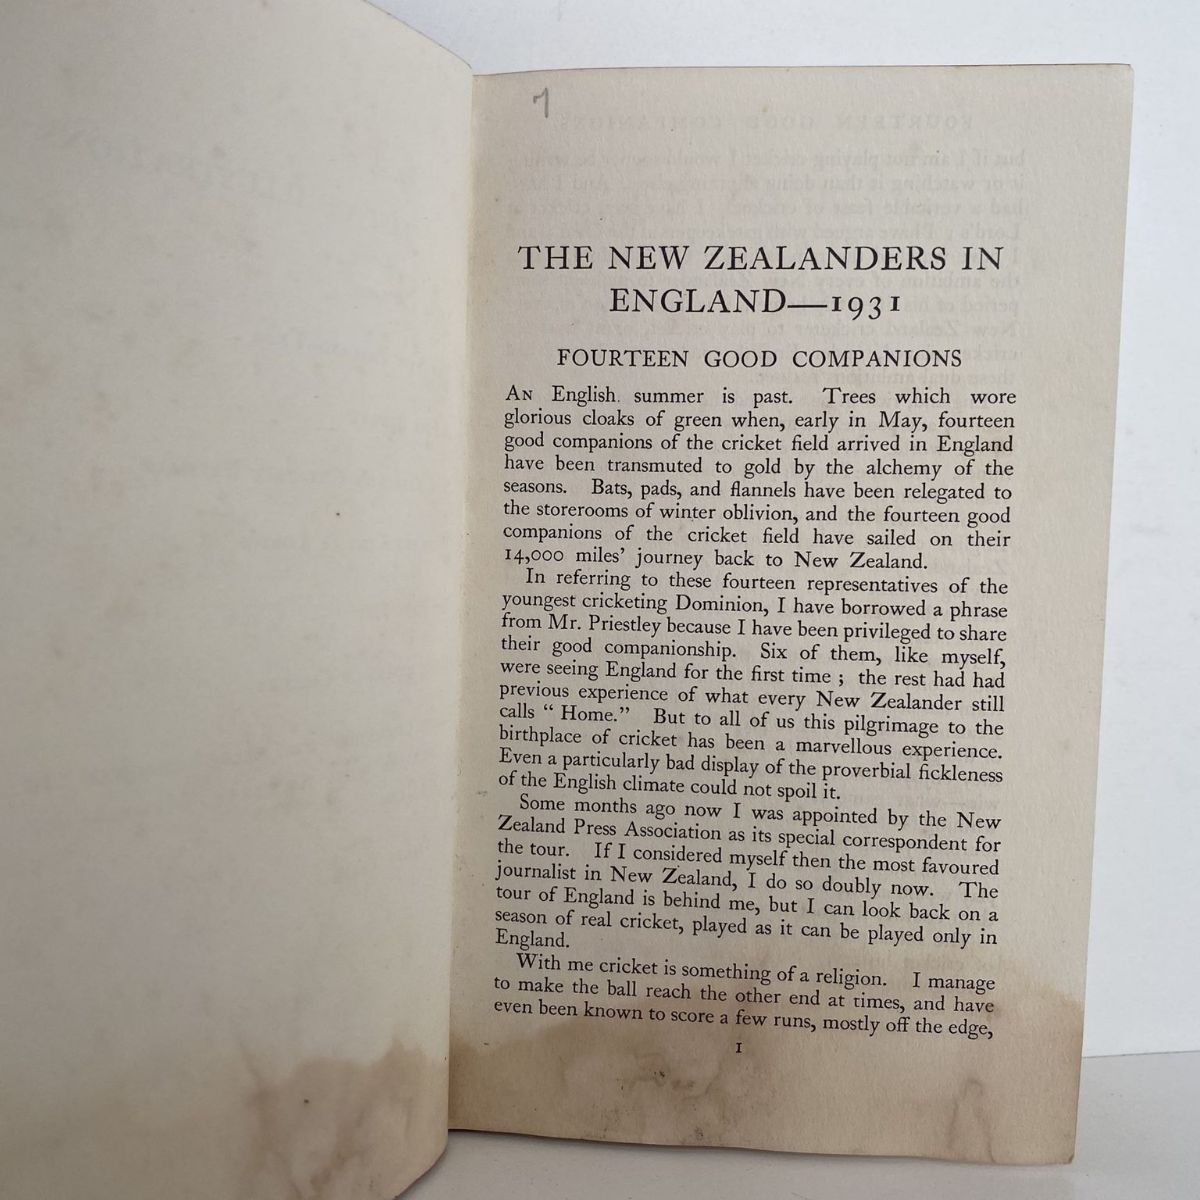 7
THE NEW ZEALANDERS IN
ENGLAND—1931
FOURTEEN GOOD COMPANIONS
AN English summer is past. Trees which wore
glorious cloaks of green when, early in May, fourteen
good companions of the cricket field arrived in England
have been transmuted to gold by the alchemy of the
seasons. Bats, pads, and flannels have been relegated to
the storerooms of winter oblivion, and the fourteen good
companions of the cricket field have sailed on their
14,000 miles' journey back to New Zealand.
In referring to these fourteen representatives of the
youngest cricketing Dominion, I have borrowed a phrase
from Mr. Priestley because I have been privileged to share
their good companionship. Six of them, like myself,
were seeing England for the first time ; the rest had had
previous experience of what every New Zealander still
calls “ Home.” But to all of us this pilgrimage to the
birthplace of cricket has been a marvellous experience.
Even a particularly bad display of the proverbial fickleness
of the English climate could not spoil it.
Some months ago now I was appointed by the New
Zealand Press Association as its special correspondent for
the tour. If I considered myself then the most favoured
journalist in New Zealand, I do so doubly now. The
tour of England is behind me, but I can look back on a
season of real cricket, played as it can be played only in
England.
With me cricket is something of a religion. I manage
to make the ball reach the other end at times, and have
even been known to score a few runs, mostly off the edge,
1